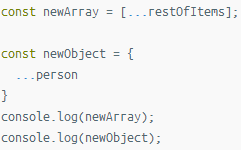 const newArray = [...restOfItems];
const newObject = {
  ...person
}
console.log(newArray);
console.log(newObject);